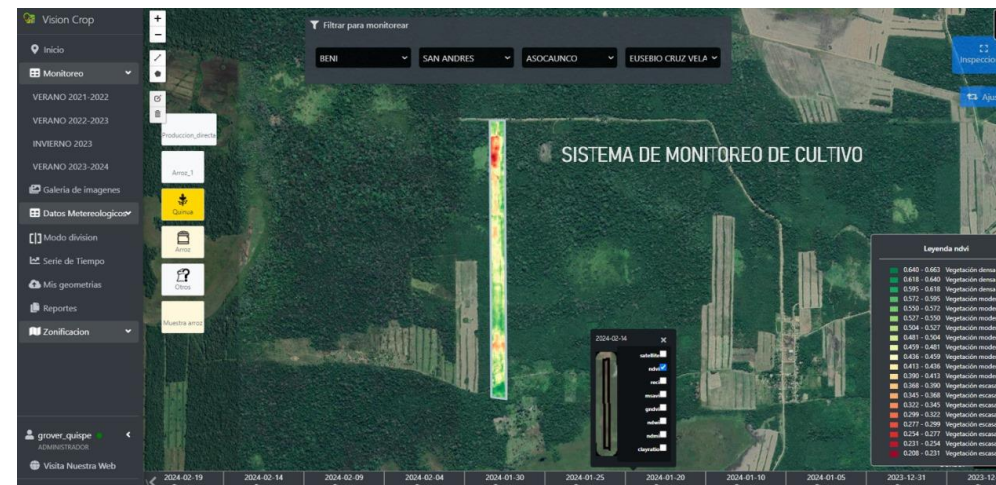 Vision Crop
Inicio
Monitoreo
VERANO 2021-2022
VERANO 2022-2023
INVIERNO 2023
VERANO 2023-2024
Galeria de imagenes
Datos Metereologicos
Modo division
Serie de Tiempo
Mis geometrias
Reportes
Zonificacion
grover_quispe
ADMINISTRADOR
Visita Nuestra Web
+
−
Produccion_directa
Arroz_1
Quinua
Arroz
Otros
Muestra arroz
Filtrar para monitorear
BENI
SAN ANDRES
ASOCAUNCO
EUSEBIO CRUZ VELA
Inspeccion
Ajus
SISTEMA DE MONITOREO DE CULTIVO
2024-02-14 ×
satellite
ndvi
reci
msavi
gndvi
ndwi
ndmi
clayratio
Leyenda ndvi
0.640 - 0.663 Vegetación densa
0.618 - 0.640 Vegetación densa
0.595 - 0.618 Vegetación densa
0.572 - 0.595 Vegetación mode
0.550 - 0.572 Vegetación mode
0.527 - 0.550 Vegetación mode
0.504 - 0.527 Vegetación mode
0.481 - 0.504 Vegetación mode
0.459 - 0.481 Vegetación mode
0.436 - 0.459 Vegetación mode
0.413 - 0.436 Vegetación mode
0.390 - 0.413 Vegetación mode
0.368 - 0.390 Vegetación escasa
0.345 - 0.368 Vegetación escasa
0.322 - 0.345 Vegetación escasa
0.299 - 0.322 Vegetación escasa
0.277 - 0.299 Vegetación escasa
0.254 - 0.277 Vegetación escasa
0.231 - 0.254 Vegetación escasa
0.208 - 0.231 Vegetación escasa
2024-02-19 2024-02-14 2024-02-09 2024-02-04 2024-01-30 2024-01-25 2024-01-20 2024-01-10 2024-01-05 2023-12-31 2023-12